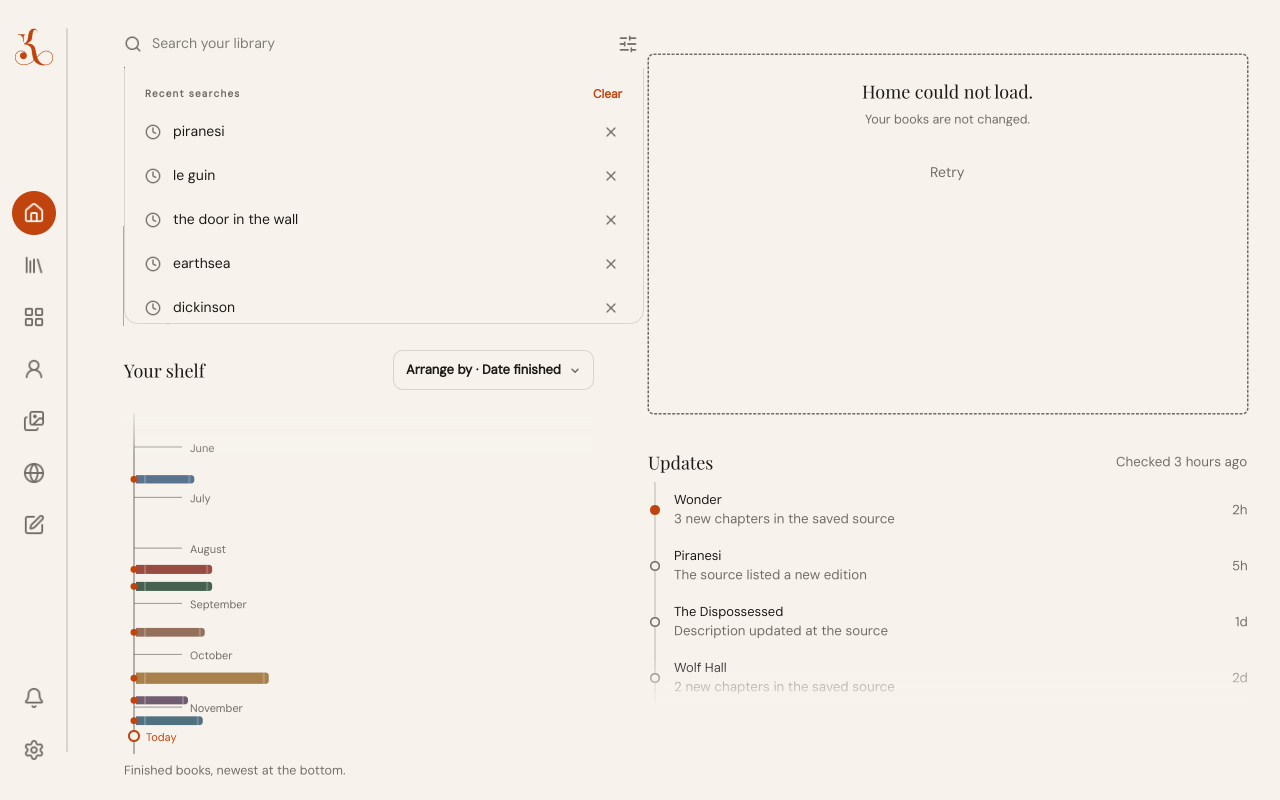 Search your library
Recent searches
Clear
piranesi
le guin
the door in the wall
earthsea
dickinson
Home could not load.
Your books are not changed.
Retry
Your shelf
Arrange by · Date finished
June
July
August
September
October
November
Today
Finished books, newest at the bottom.
Updates
Checked 3 hours ago
Wonder
3 new chapters in the saved source
2h
Piranesi
The source listed a new edition
5h
The Dispossessed
Description updated at the source
1d
Wolf Hall
2 new chapters in the saved source
2d